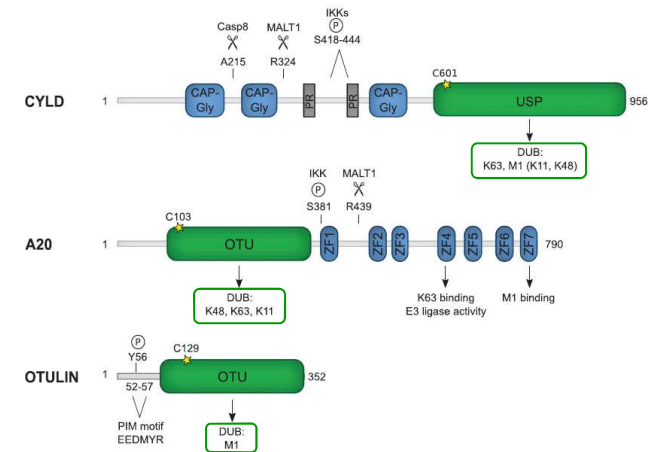 Casp8
MALT1
IKKs
P
A215
R324
S418-444
CYLD
1
CAP-
Gly
CAP-
Gly
PR
PR
CAP-
Gly
C601
USP
956
DUB:
K63, M1 (K11, K48)
IKK
P
S381
MALT1
R439
A20
1
C103
OTU
ZF1
ZF2
ZF3
ZF4
ZF5
ZF6
ZF7
790
DUB:
K48, K63, K11
K63 binding
E3 ligase activity
M1 binding
P
Y56
C129
OTULIN
1
52-57
OTU
352
PIM motif
EEDMYR
DUB:
M1